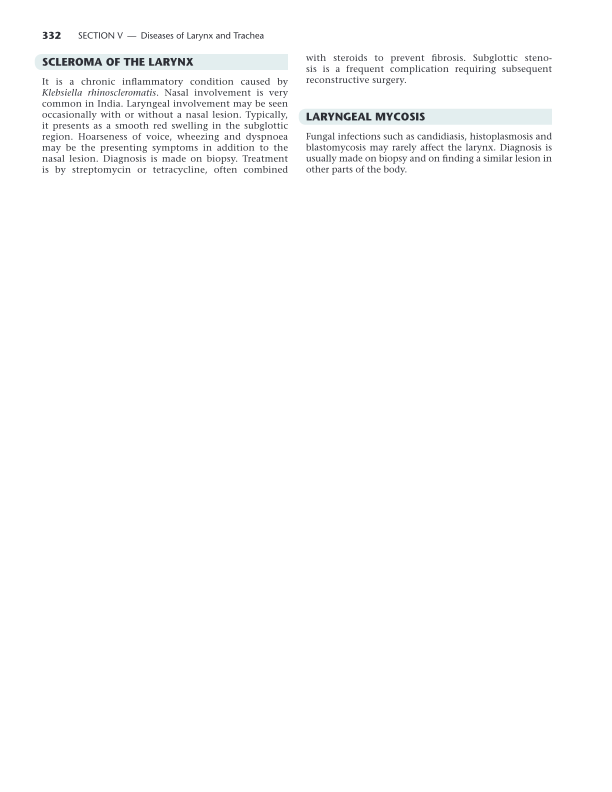 332 SECTION V — Diseases of Larynx and Trachea
SCLEROMA OF THE LARYNX
It is a chronic inflammatory condition caused by
Klebsiella rhinoscleromatis. Nasal involvement is very
common in India. Laryngeal involvement may be seen
occasionally with or without a nasal lesion. Typically,
it presents as a smooth red swelling in the subglottic
region. Hoarseness of voice, wheezing and dyspnoea
may be the presenting symptoms in addition to the
nasal lesion. Diagnosis is made on biopsy. Treatment
is by streptomycin or tetracycline, often combined
with steroids to prevent fibrosis. Subglottic steno-
sis is a frequent complication requiring subsequent
reconstructive surgery.
LARYNGEAL MYCOSIS
Fungal infections such as candidiasis, histoplasmosis and
blastomycosis may rarely affect the larynx. Diagnosis is
usually made on biopsy and on finding a similar lesion in
other parts of the body.